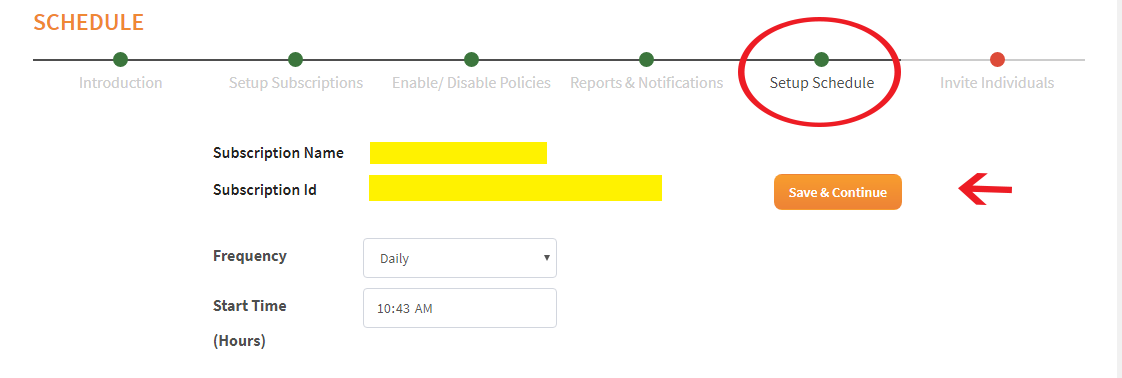 SCHEDULE
Introduction
Setup Subscriptions
Enable/ Disable Policies
Reports & Notifications
Setup Schedule
Invite Individuals
Subscription Name
Subscription Id
Save & Continue
Frequency
Daily
Start Time
10:43 AM
(Hours)